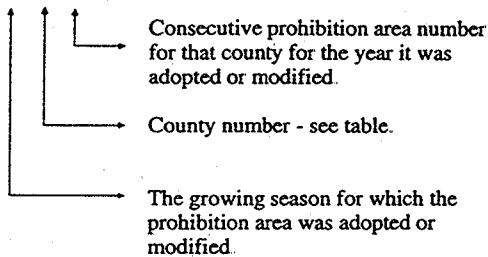 Consecutive prohibition area number
for that county for the year it was
adopted or modified.
County number - see table.
The growing season for which the
prohibition area was adopted or
modified.